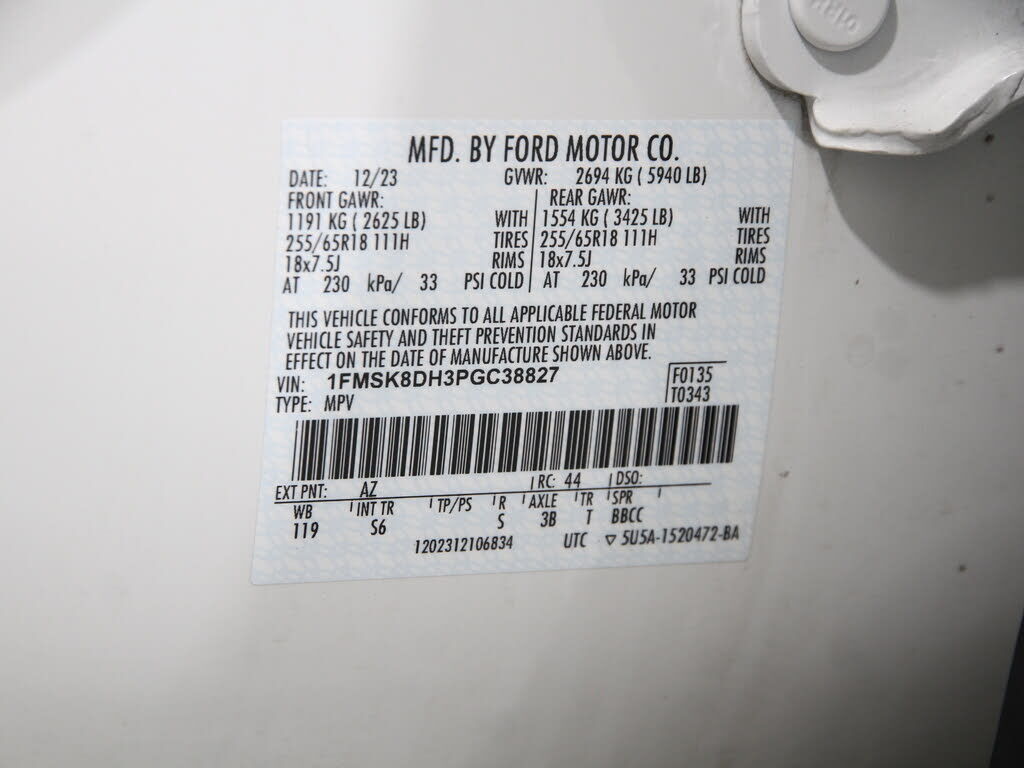 MFD. BY FORD MOTOR CO.
DATE: 12/23 GVWR: 2694 KG ( 5940 LB)
FRONT GAWR: REAR GAWR:
1191 KG ( 2625 LB) WITH 1554 KG ( 3425 LB) WITH
255/65R18 111H TIRES 255/65R18 111H TIRES
18x7.5J RIMS 18x7.5J RIMS
AT 230 kPa/ 33 PSI COLD AT 230 kPa/ 33 PSI COLD
THIS VEHICLE CONFORMS TO ALL APPLICABLE FEDERAL MOTOR
VEHICLE SAFETY AND THEFT PREVENTION STANDARDS IN
EFFECT ON THE DATE OF MANUFACTURE SHOWN ABOVE.
VIN: 1FMSK8DH3PGC38827 F0135
TYPE: MPV T0343
EXT PNT: AZ RC: 44 DSO:
WB INT TR TP/PS R AXLE TR SPR
119 S6 S 3B T BBCC
1202312106834 UTC ▽ 5U5A-1520472-BA